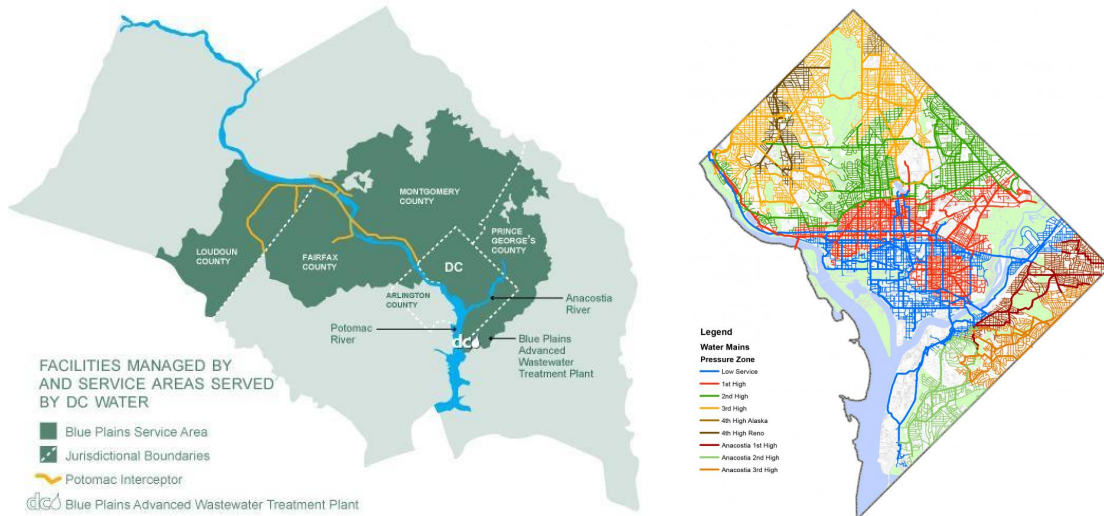 MONTGOMERY
COUNTY
PRINCE
GEORGE'S
COUNTY
LOUDOUN
COUNTY
FAIRFAX
COUNTY
DC
ARLINGTON
COUNTY
Anacostia
River
Potomac
River
dc
Blue Plains
Advanced
Wastewater
Treatment Plant
FACILITIES MANAGED BY
AND SERVICE AREAS SERVED
BY DC WATER
Blue Plains Service Area
Jurisdictional Boundaries
Potomac Interceptor
dc Blue Plains Advanced Wastewater Treatment Plant
Legend
Water Mains
Pressure Zone
Low Service
1st High
2nd High
3rd High
4th High Alaska
4th High Reno
Anacostia 1st High
Anacostia 2nd High
Anacostia 3rd High